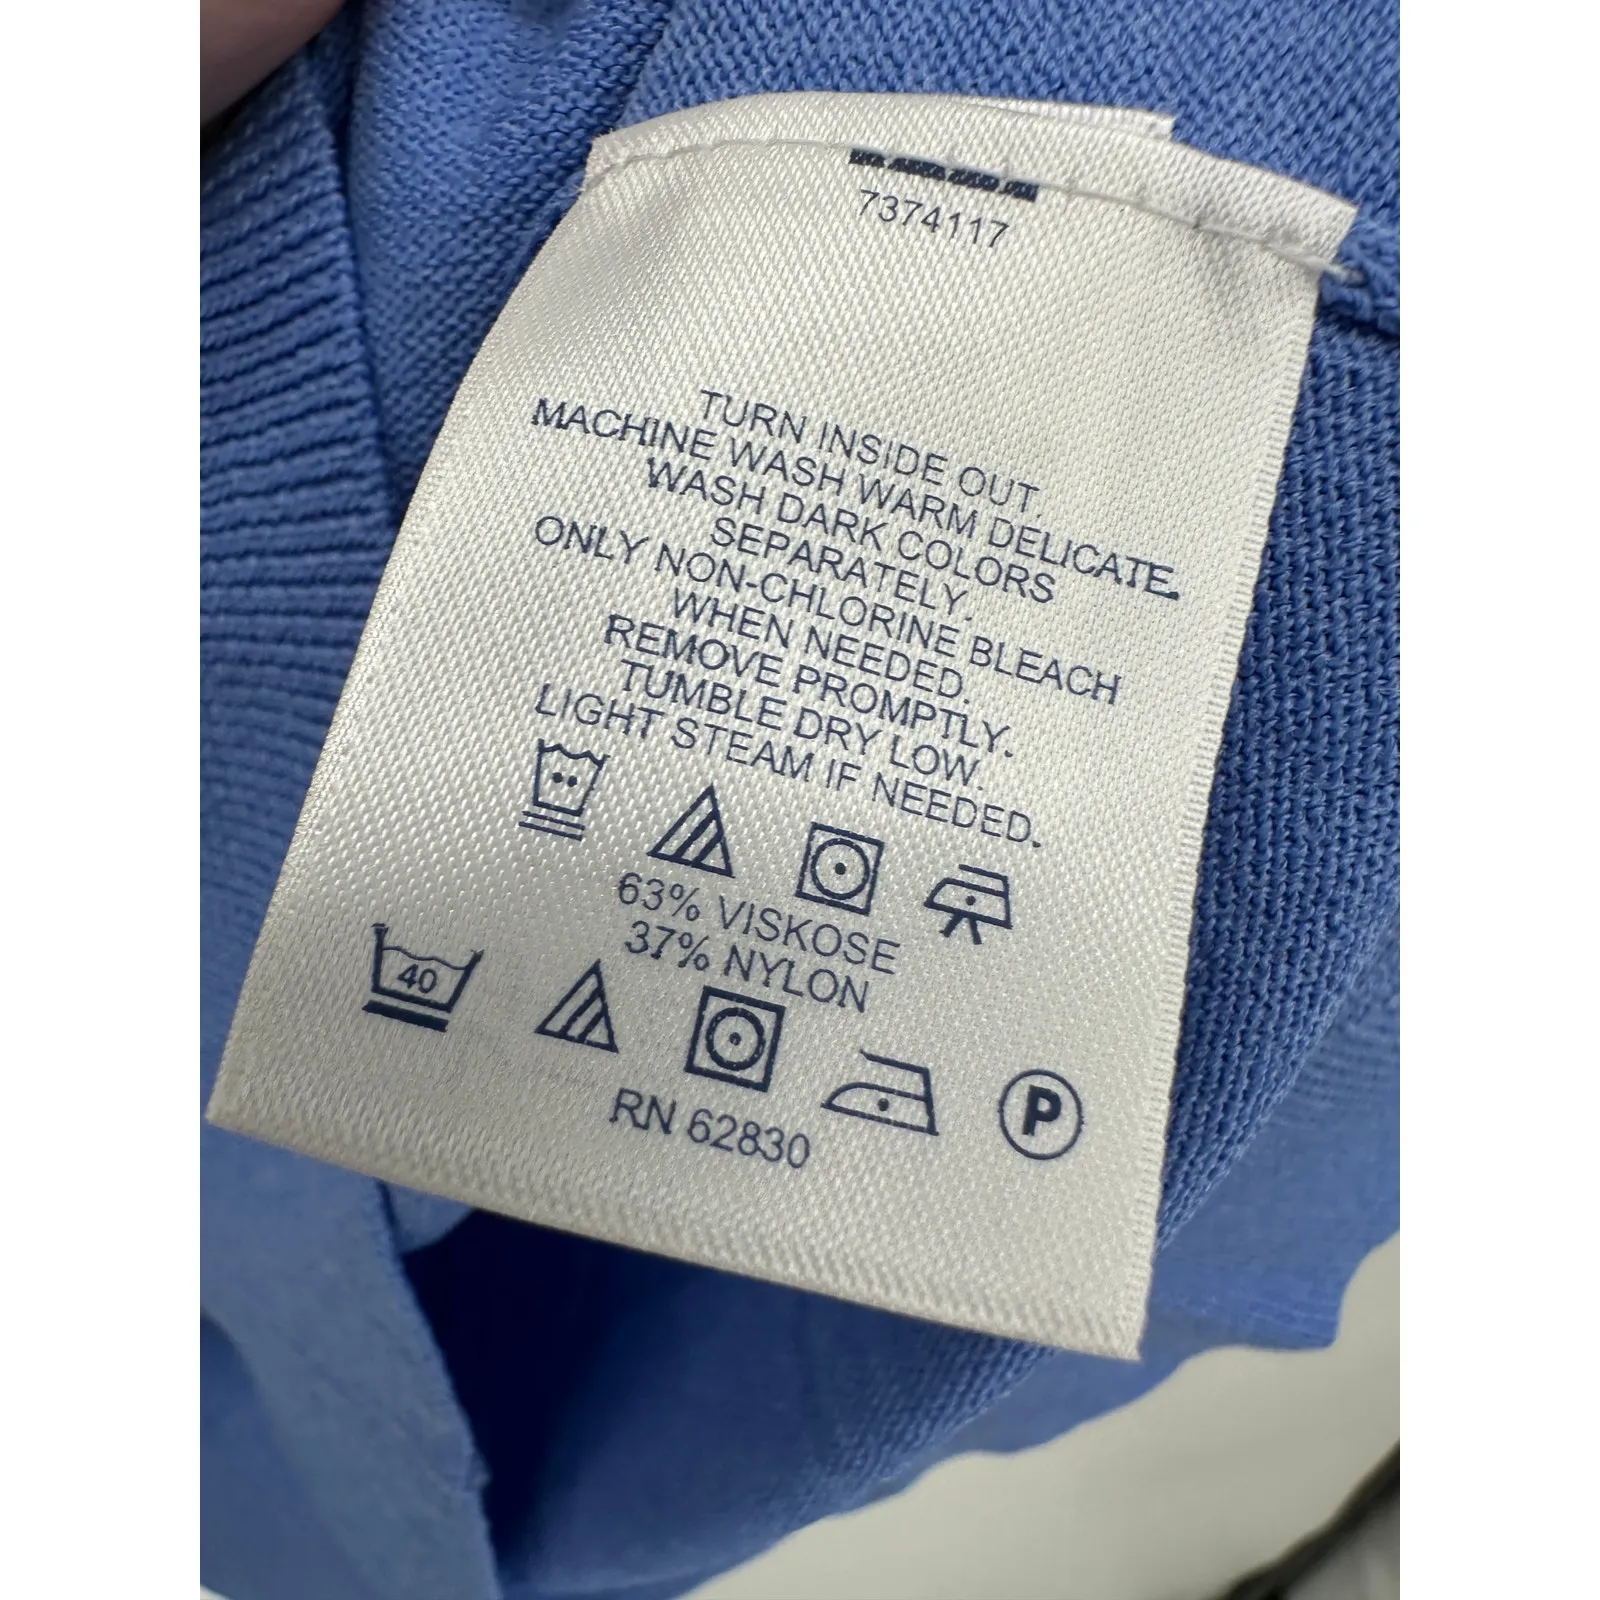 7374117
TURN INSIDE OUT.
MACHINE WASH WARM DELICATE.
WASH DARK COLORS
SEPARATELY.
ONLY NON-CHLORINE BLEACH
WHEN NEEDED.
REMOVE PROMPTLY.
TUMBLE DRY LOW.
LIGHT STEAM IF NEEDED.
63% VISKOSE
37% NYLON
40
P
RN 62830